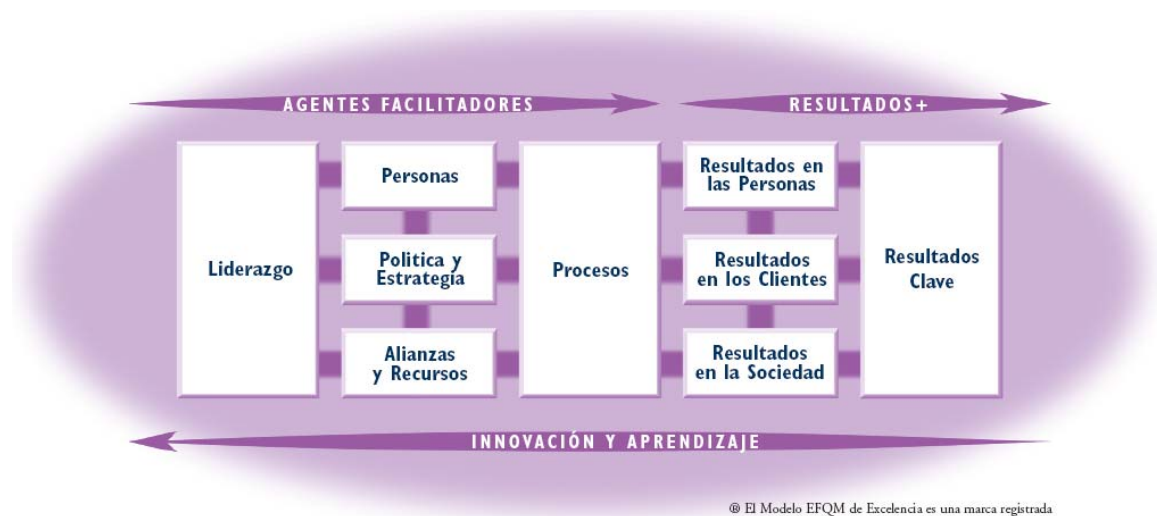 AGENTES FACILITADORES
RESULTADOS+
Liderazgo
Personas
Politica y
Estrategía
Alianzas
y Recursos
Procesos
Resultados en
las Personas
Resultados
en los Clientes
Resultados
en la Sociedad
Resultados
Clave
INNOVACIÓN Y APRENDIZAJE
® El Modelo EFQM de Excelencia es una marca registrada